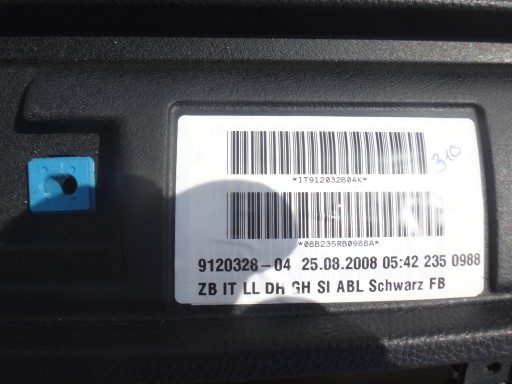 310
*IT912032804K*
*08B235RB0988A*
9120328-04 25.08.2008 05:42 235 0988
ZB IT LL DH GH SI ABL Schwarz FB